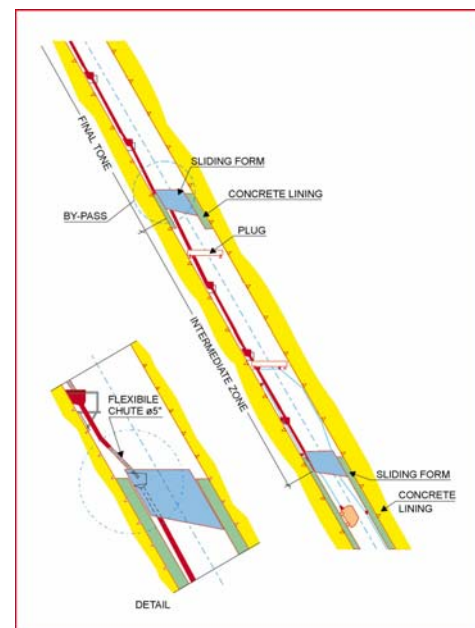 FINAL TONE
SLIDING FORM
CONCRETE LINING
BY-PASS
PLUG
INTERMEDIATE ZONE
FLEXIBILE
CHUTE ø5"
SLIDING FORM
CONCRETE
LINING
DETAIL